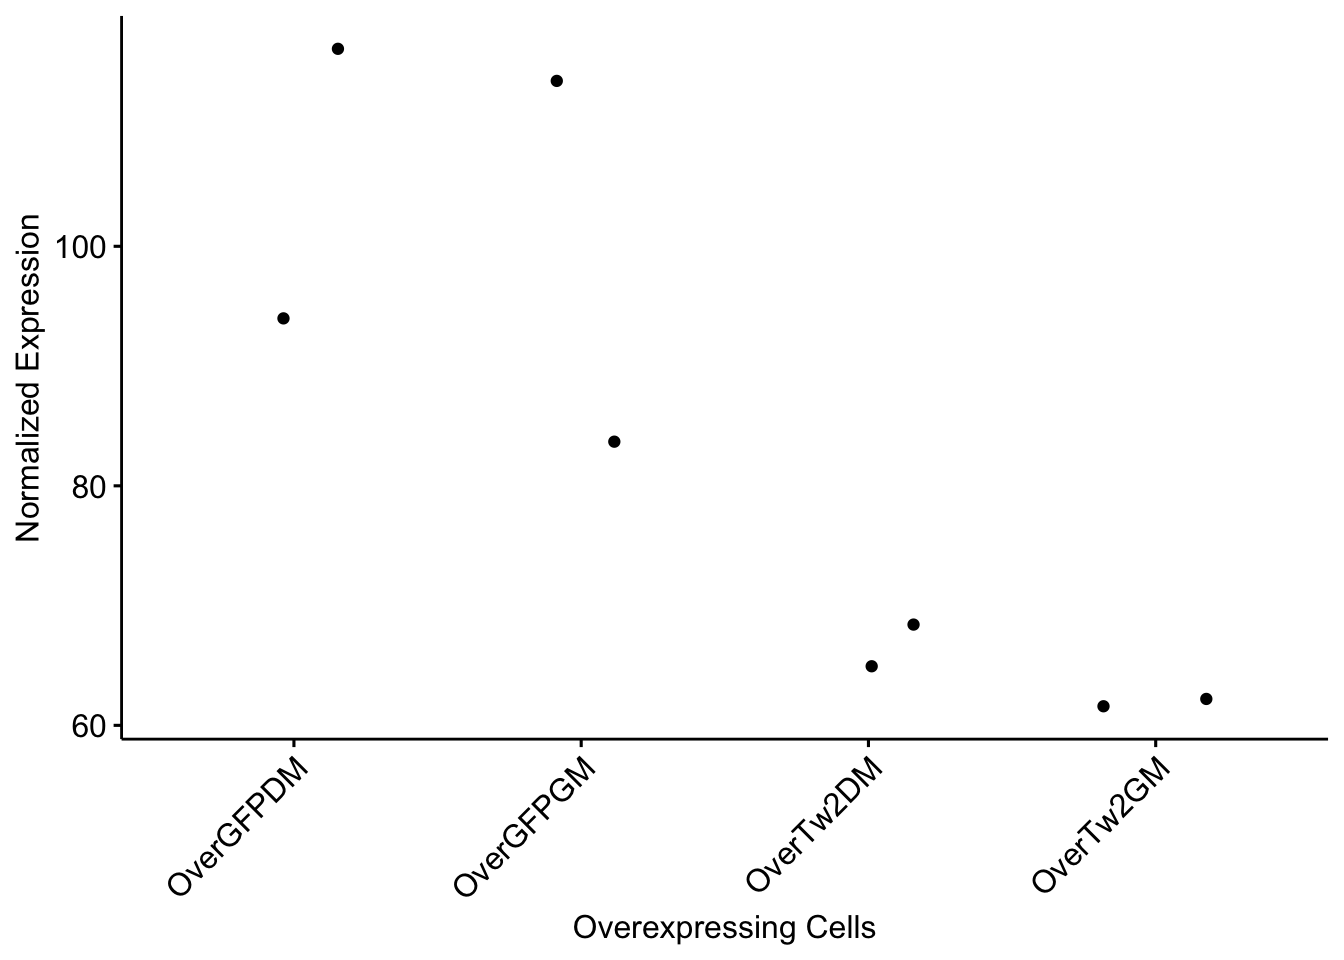 Normalized Expression
100
80
60
OverGFPDM
OverGFPGM
OverTw2DM
OverTw2GM
Overexpressing Cells